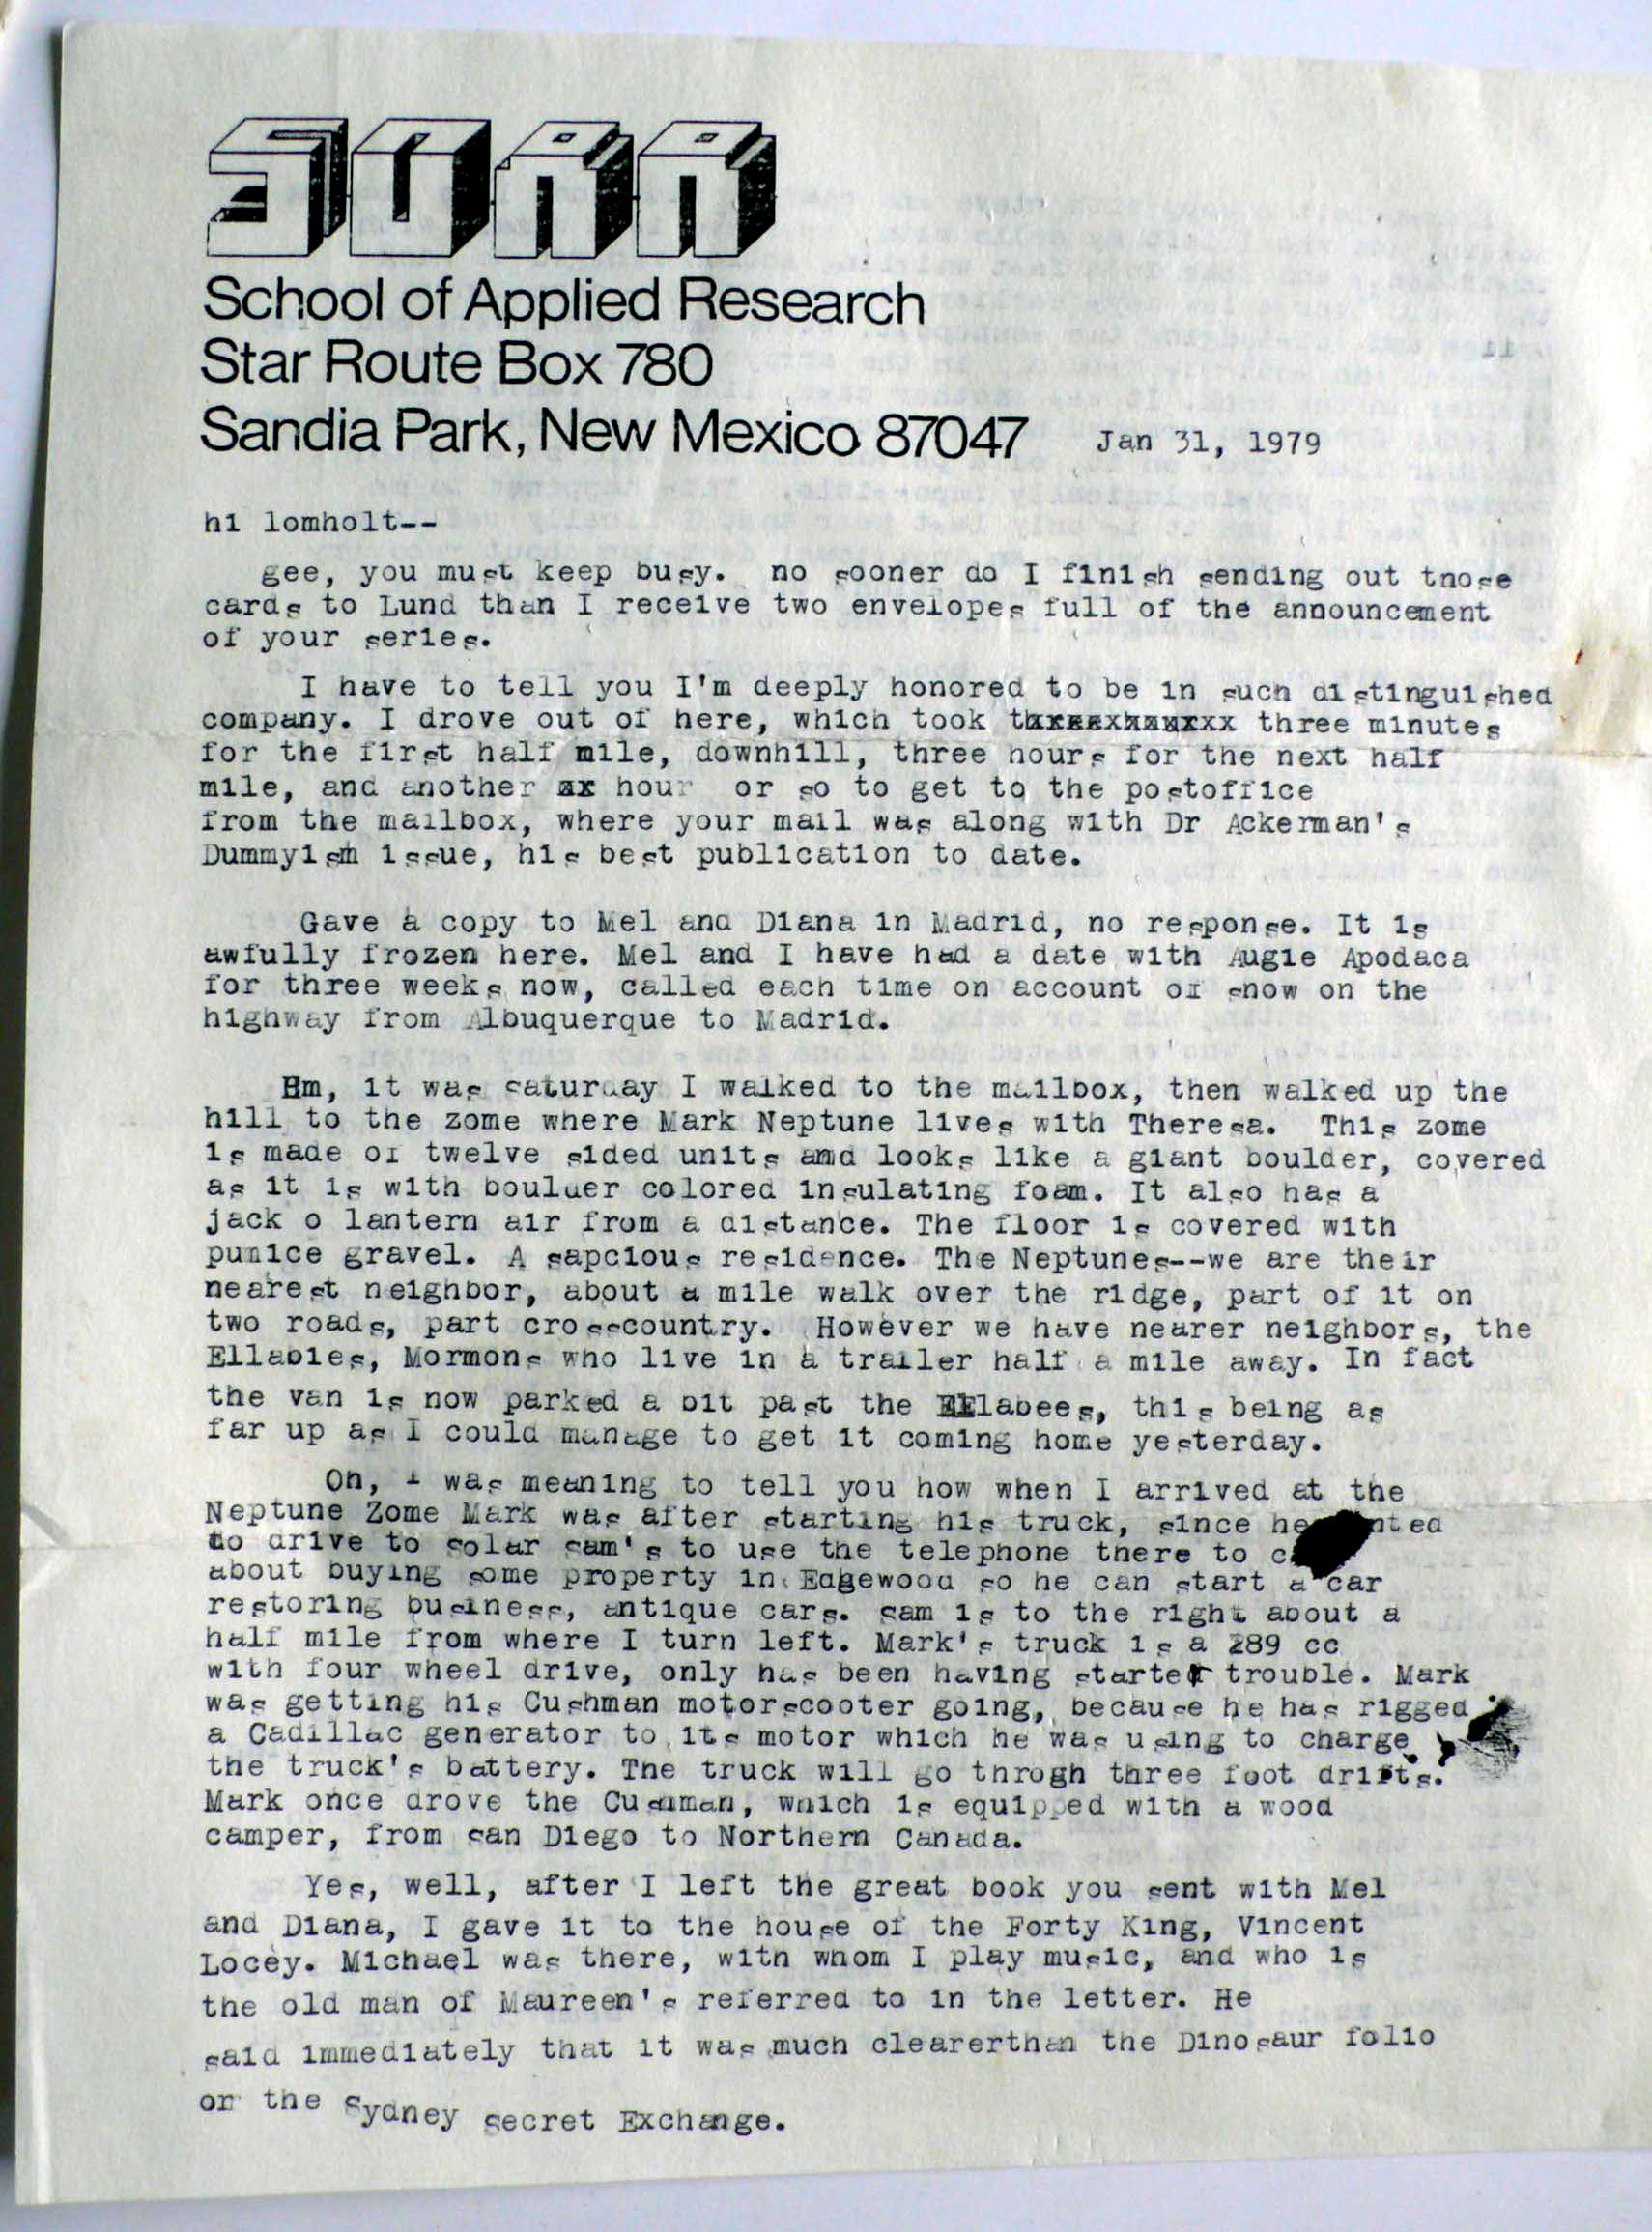 SOAR
School of Applied Research
Star Route Box 780
Sandia Park, New Mexico 87047 Jan 31, 1979
hi lomholt--
gee, you must keep busy. no sooner do I finish sending out those
cards to Lund than I receive two envelopes full of the announcement
of your series.
I have to tell you I'm deeply honored to be in such distinguished
company. I drove out of here, which took three minutes
for the first half mile, downhill, three hours for the next half
mile, and another hour or so to get to the postoffice
from the mailbox, where your mail was along with Dr Ackerman's
Dummyism issue, his best publication to date.
Gave a copy to Mel and Diana in Madrid, no response. It is
awfully frozen here. Mel and I have had a date with Augie Apodaca
for three weeks now, called each time on account of snow on the
highway from Albuquerque to Madrid.
Hm, it was saturday I walked to the mailbox, then walked up the
hill to the zome where Mark Neptune lives with Theresa. This zome
is made of twelve sided units and looks like a giant boulder, covered
as it is with boulder colored insulating foam. It also has a
jack o lantern air from a distance. The floor is covered with
pumice gravel. A sapcious residence. The Neptunes--we are their
nearest neighbor, about a mile walk over the ridge, part of it on
two roads, part crosscountry. However we have nearer neighbors, the
Ellabies, Mormons who live in a trailer half a mile away. In fact
the van is now parked a bit past the Ellabees, this being as
far up as I could manage to get it coming home yesterday.
Oh, I was meaning to tell you how when I arrived at the
Neptune Zome Mark was after starting his truck, since he nted
to drive to solar sam's to use the telephone there to c
about buying some property in Edgewood so he can start a car
restoring business, antique cars. sam is to the right about a
half mile from where I turn left. Mark's truck is a 289 cc
with four wheel drive, only has been having starter trouble. Mark
was getting his Cushman motorscooter going, because he has rigged
a Cadillac generator to its motor which he was using to charge
the truck's battery. The truck will go throgh three foot drifts.
Mark once drove the Cushman, which is equipped with a wood
camper, from san Diego to Northern Canada.
Yes, well, after I left the great book you sent with Mel
and Diana, I gave it to the house of the Forty King, Vincent
Locey. Michael was there, with whom I play music, and who is
the old man of Maureen's referred to in the letter. He
said immediately that it was much clearerthan the Dinosaur folio
or the Sydney secret Exchange.